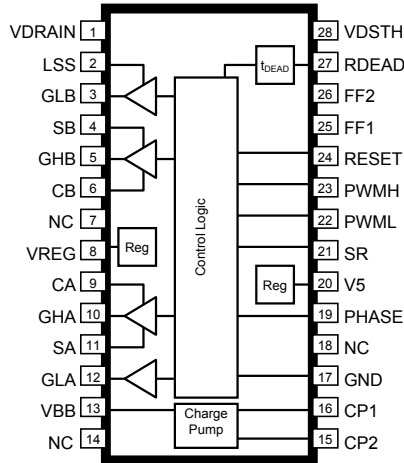 VDRAIN 1
LSS 2
GLB 3
SB 4
GHB 5
CB 6
NC 7
VREG 8
CA 9
GHA 10
SA 11
GLA 12
VBB 13
NC 14
tDEAD
Control Logic
Reg
Reg
Charge
Pump
28 VDSTH
27 RDEAD
26 FF2
25 FF1
24 RESET
23 PWMH
22 PWML
21 SR
20 V5
19 PHASE
18 NC
17 GND
16 CP1
15 CP2